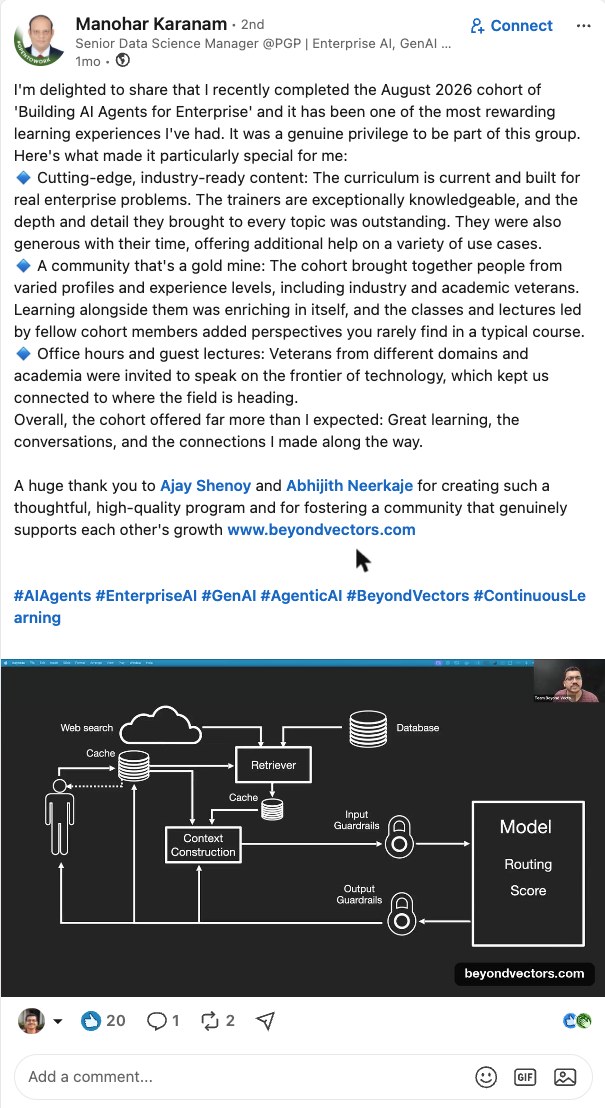 Manohar Karanam · 2nd
Connect
Senior Data Science Manager @PGP | Enterprise AI, GenAI ...
1mo ·
I'm delighted to share that I recently completed the August 2026 cohort of
'Building AI Agents for Enterprise' and it has been one of the most rewarding
learning experiences I've had. It was a genuine privilege to be part of this group.
Here's what made it particularly special for me:
🔷 Cutting-edge, industry-ready content: The curriculum is current and built for
real enterprise problems. The trainers are exceptionally knowledgeable, and the
depth and detail they brought to every topic was outstanding. They were also
generous with their time, offering additional help on a variety of use cases.
🔷 A community that's a gold mine: The cohort brought together people from
varied profiles and experience levels, including industry and academic veterans.
Learning alongside them was enriching in itself, and the classes and lectures led
by fellow cohort members added perspectives you rarely find in a typical course.
🔷 Office hours and guest lectures: Veterans from different domains and
academia were invited to speak on the frontier of technology, which kept us
connected to where the field is heading.
Overall, the cohort offered far more than I expected: Great learning, the
conversations, and the connections I made along the way.
A huge thank you to Ajay Shenoy and Abhijith Neerkaje for creating such a
thoughtful, high-quality program and for fostering a community that genuinely
supports each other's growth www.beyondvectors.com
#AIAgents #EnterpriseAI #GenAI #AgenticAI #BeyondVectors #ContinuousLe
arning
Web search
Database
Cache
Retriever
Cache
Context
Construction
Input
Guardrails
Model
Routing
Score
Output
Guardrails
beyondvectors.com
20
1
2
Add a comment...
GIF